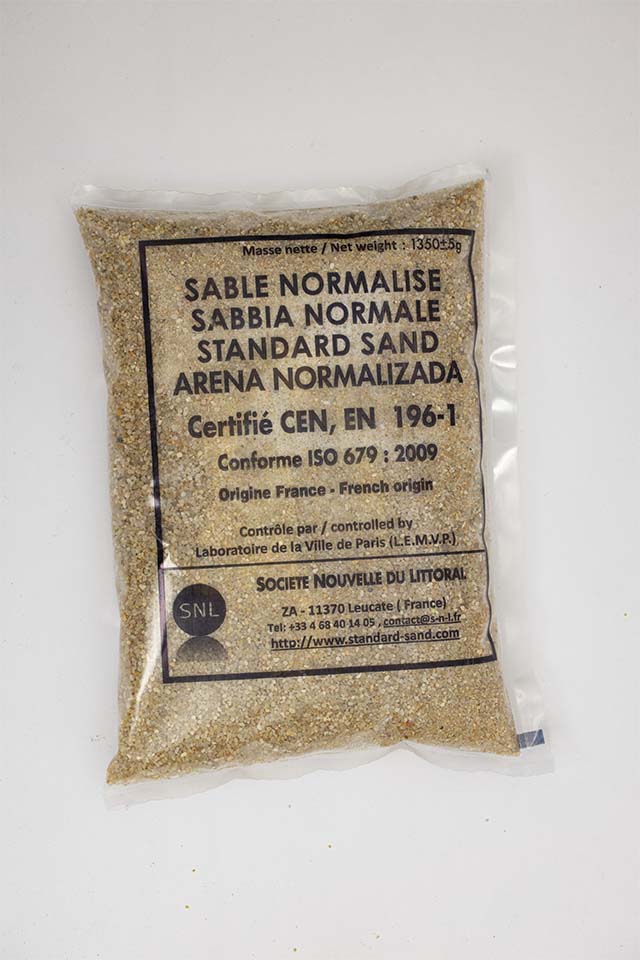 Masse nette / Net weight : 1350±5g
SABLE NORMALISE
SABBIA NORMALE
STANDARD SAND
ARENA NORMALIZADA
Certifié CEN, EN 196-1
Conforme ISO 679 : 2009
Origine France - French origin
Contrôle par / controlled by
Laboratoire de la Ville de Paris (L.E.M.V.P.)
SNL
SOCIETE NOUVELLE DU LITTORAL
ZA - 11370 Leucate ( France)
Tel: +33 4 68 40 14 05 , contact@s-n-l.fr
http://www.standard-sand.com